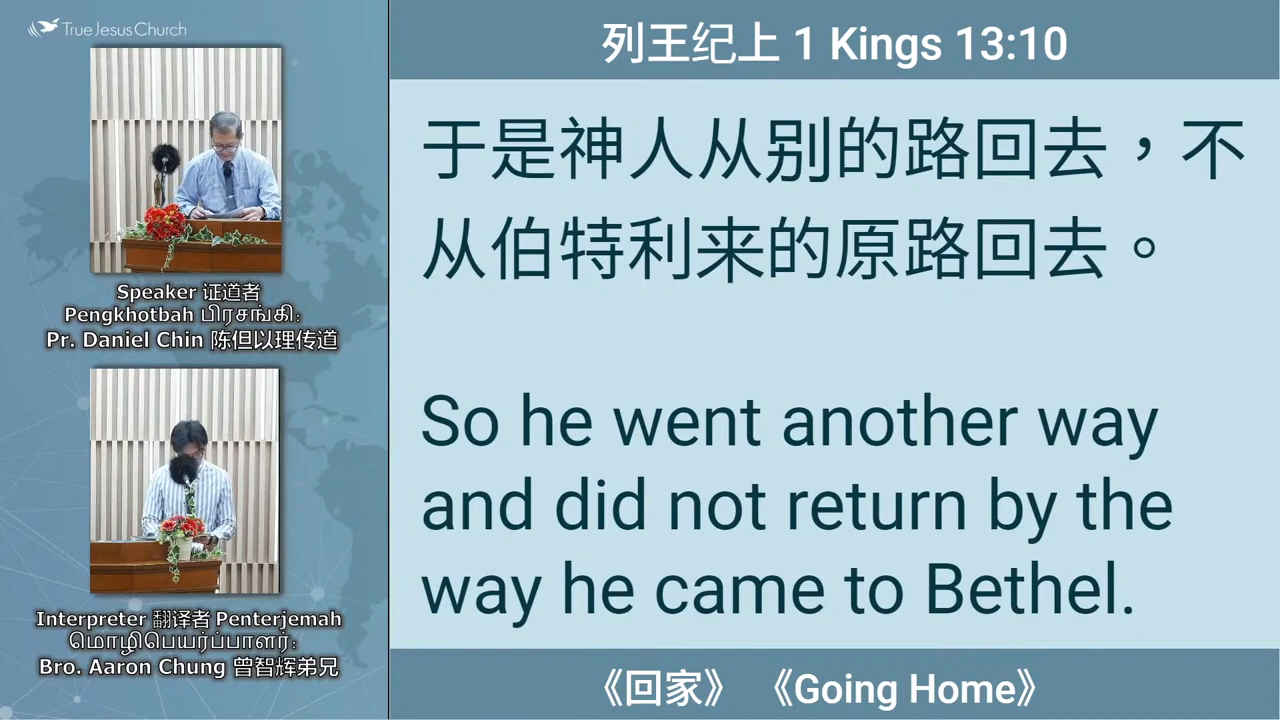 True Jesus Church
Speaker 证道者
Pengkhotbah பிரசங்கி:
Pr. Daniel Chin 陈但以理传道
Interpreter 翻译者 Penterjemah
மொழிபெயர்ப்பாளர்:
Bro. Aaron Chung 曾智辉弟兄
列王纪上 1 Kings 13:10
于是神人从别的路回去，不
从伯特利来的原路回去。
So he went another way
and did not return by the
way he came to Bethel.
《回家》 《Going Home》